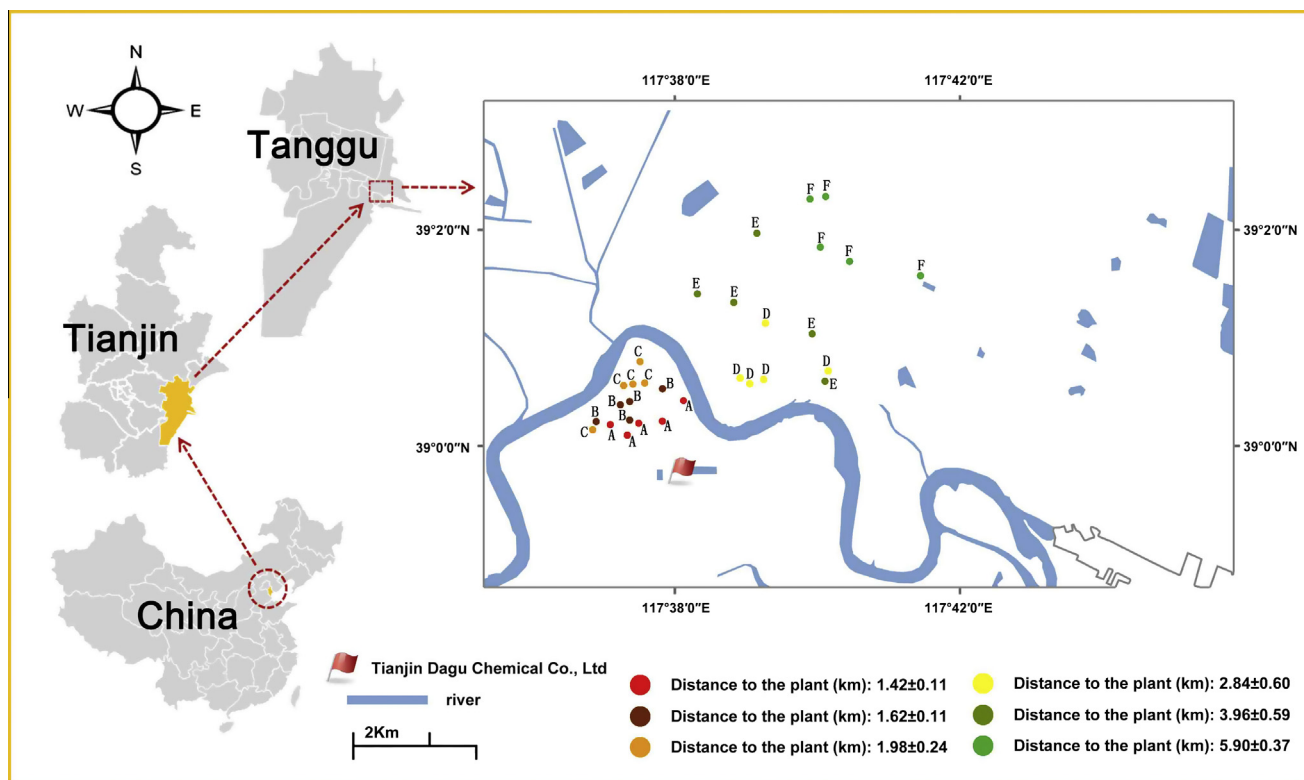 N
W E
S
Tanggu
Tianjin
China
117°38'0"E 117°42'0"E
39°2'0"N 39°2'0"N
39°0'0"N 39°0'0"N
F F
E F
F
F
E E
D
E
C
D D D D
E
C C C B
B B A
B B A
C A A A
117°38'0"E 117°42'0"E
Tianjin Dagu Chemical Co., Ltd
river
2Km
Distance to the plant (km): 1.42±0.11
Distance to the plant (km): 1.62±0.11
Distance to the plant (km): 1.98±0.24
Distance to the plant (km): 2.84±0.60
Distance to the plant (km): 3.96±0.59
Distance to the plant (km): 5.90±0.37